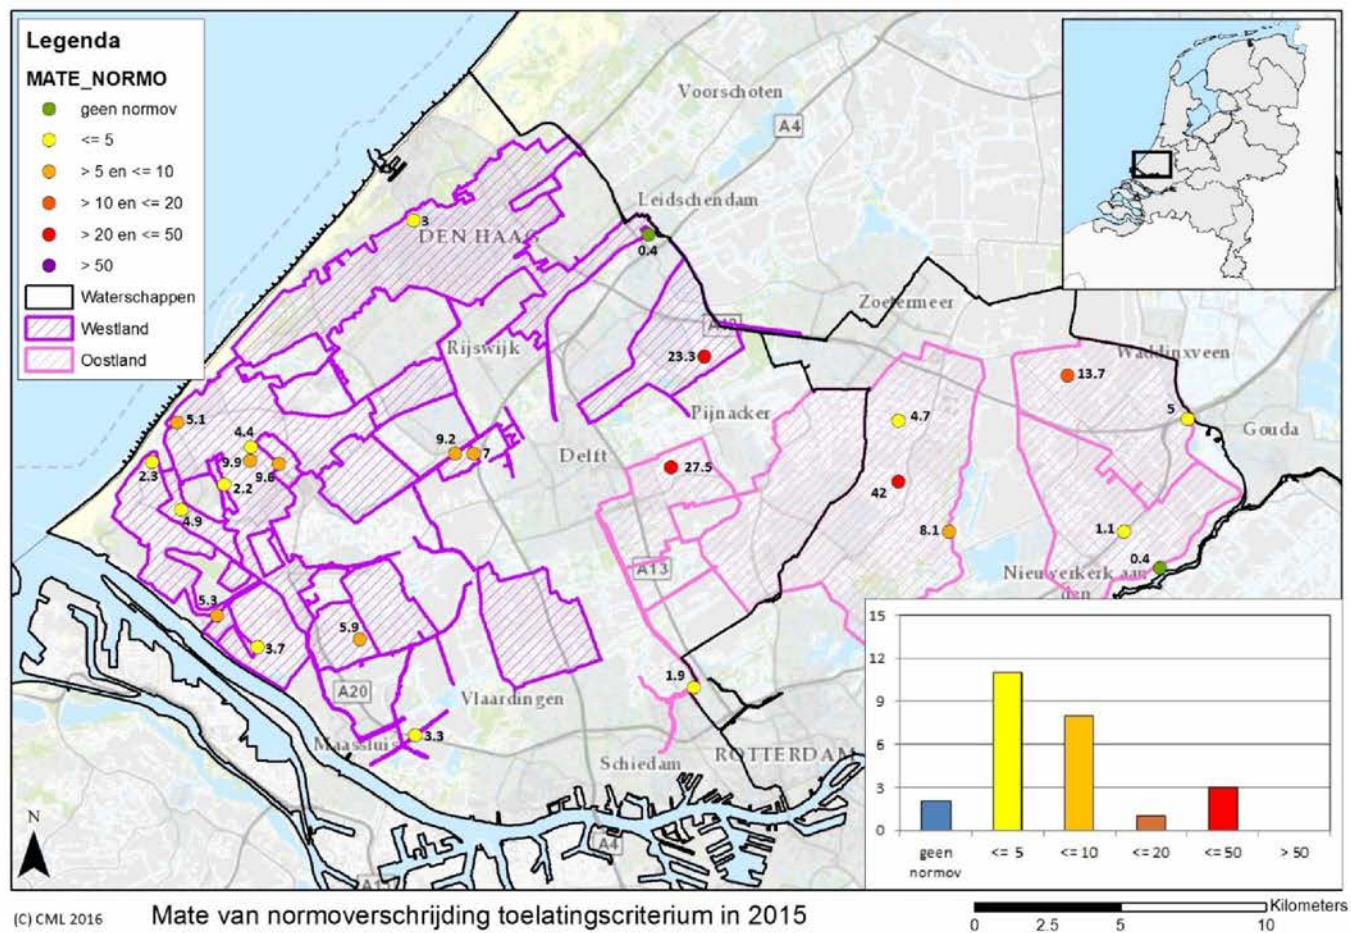 Legenda
MATE_NORMO
geen normov
<= 5
> 5 en <= 10
> 10 en <= 20
> 20 en <= 50
> 50
Waterschappen
Westland
Oostland
Voorschoten
A4
Leidschendam
3
DEN HAAG
0.4
Zoetermeer
Rijswijk
23.3
Waddinxveen
13.7
5.1
Pijnacker
4.7
5
Gouda
4.4
9.2
7
Delft
9.9
9.6
2.3
2.2
27.5
42
4.9
8.1
1.1
0.4
A13
Nieuwerkerk aan
den
5.3
5.9
3.7
A20
1.9
Vlaardingen
3.3
Maassluis
Schiedam
ROTTERDAM
A4
N
15
12
9
6
3
0
geen
normov
<= 5
<= 10
<=20
<=50
> 50
(C) CML 2016
Mate van normoverschrijding toelatingscriterium in 2015
Kilometers
0
2.5
5
10